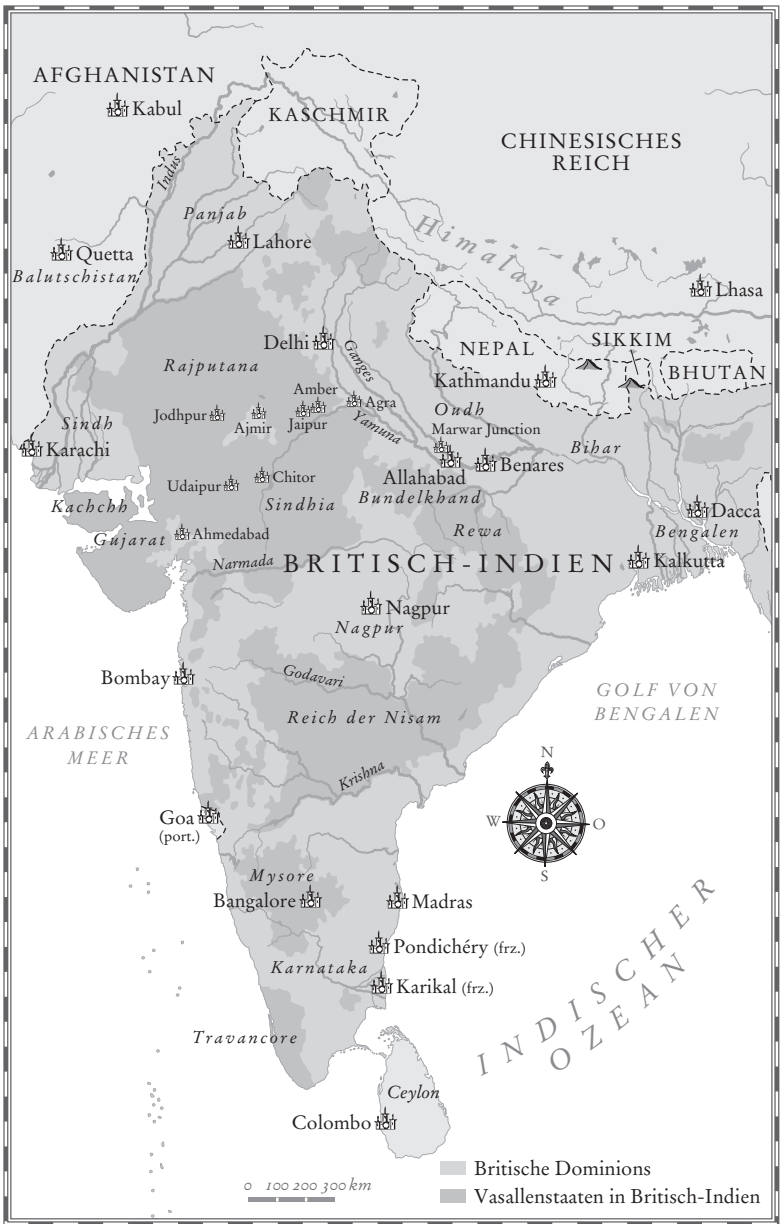 AFGHANISTAN
Kabul
KASCHMIR
CHINESISCHES
REICH
Indus
Panjab
Lahore
Himalaya
Quetta
Balutschistan
Lhasa
Delhi
Rajputana
Ganges
NEPAL
SIKKIM
BHUTAN
Kathmandu
Amber
Agra
Jodhpur
Ajmir
Jaipur
Yamuna
Oudh
Marwar Junction
Sindh
Karachi
Bihar
Allahabad
Benares
Udaipur
Chitor
Sindhia
Bundelkhand
Kachchh
Dacca
Gujarat
Ahmedabad
Rewa
Bengalen
Narmada
BRITISCH-INDIEN
Kalkutta
Nagpur
Nagpur
Bombay
Godavari
GOLF VON
BENGALEN
Reich der Nisam
ARABISCHES
MEER
Krishna
N
W
O
S
Goa
(port.)
Mysore
Bangalore
Madras
Pondichéry (frz.)
Karnataka
Karikal (frz.)
INDISCHER
OZEAN
Travancore
Ceylon
Colombo
Britische Dominions
0 100 200 300 km
Vasallenstaaten in Britisch-Indien